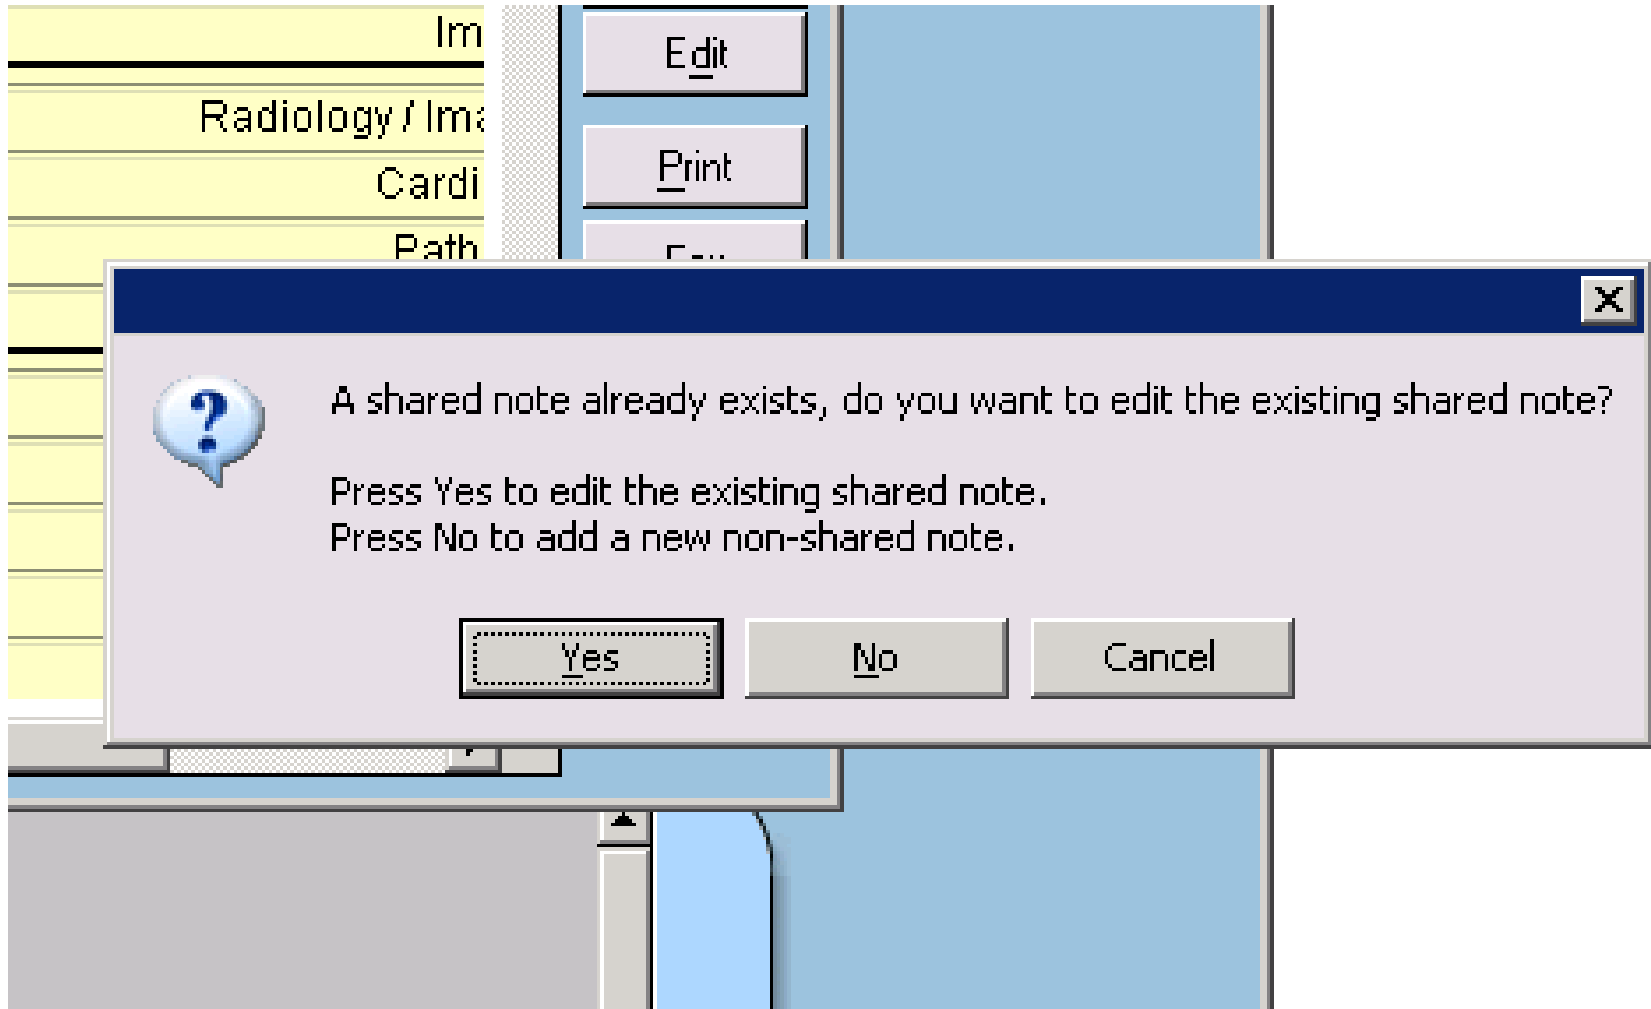 Im
Edit
Radiology / Ima
Print
Cardi
Path
A shared note already exists, do you want to edit the existing shared note?
Press Yes to edit the existing shared note.
Press No to add a new non-shared note.
Yes
No
Cancel